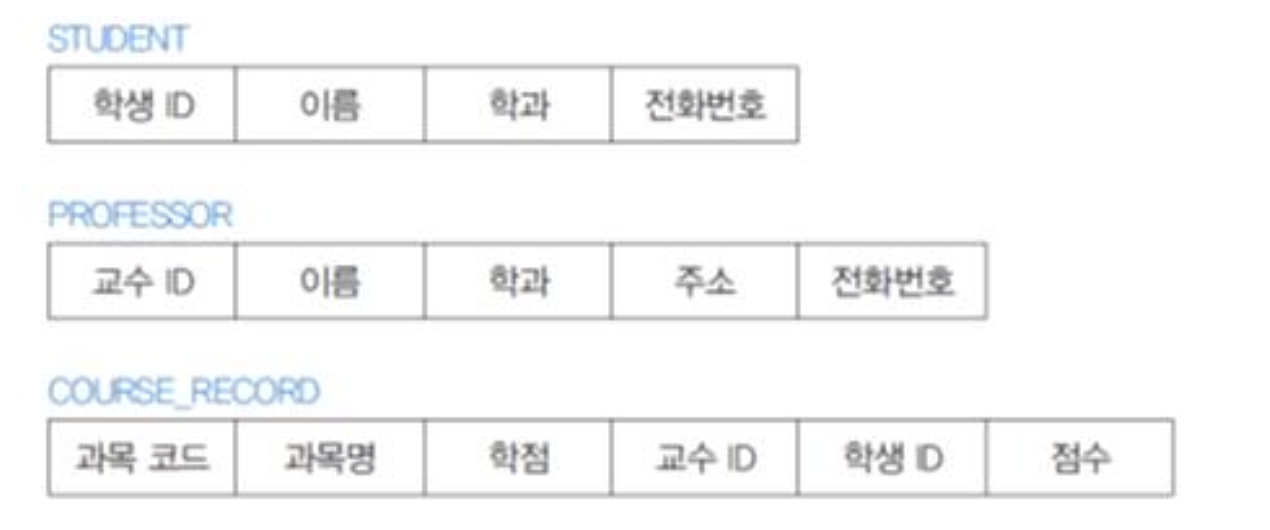 STUDENT
학생 ID 이름 학과 전화번호
PROFESSOR
교수 ID 이름 학과 주소 전화번호
COURSE_RECORD
과목 코드 과목명 학점 교수 ID 학생 ID 점수